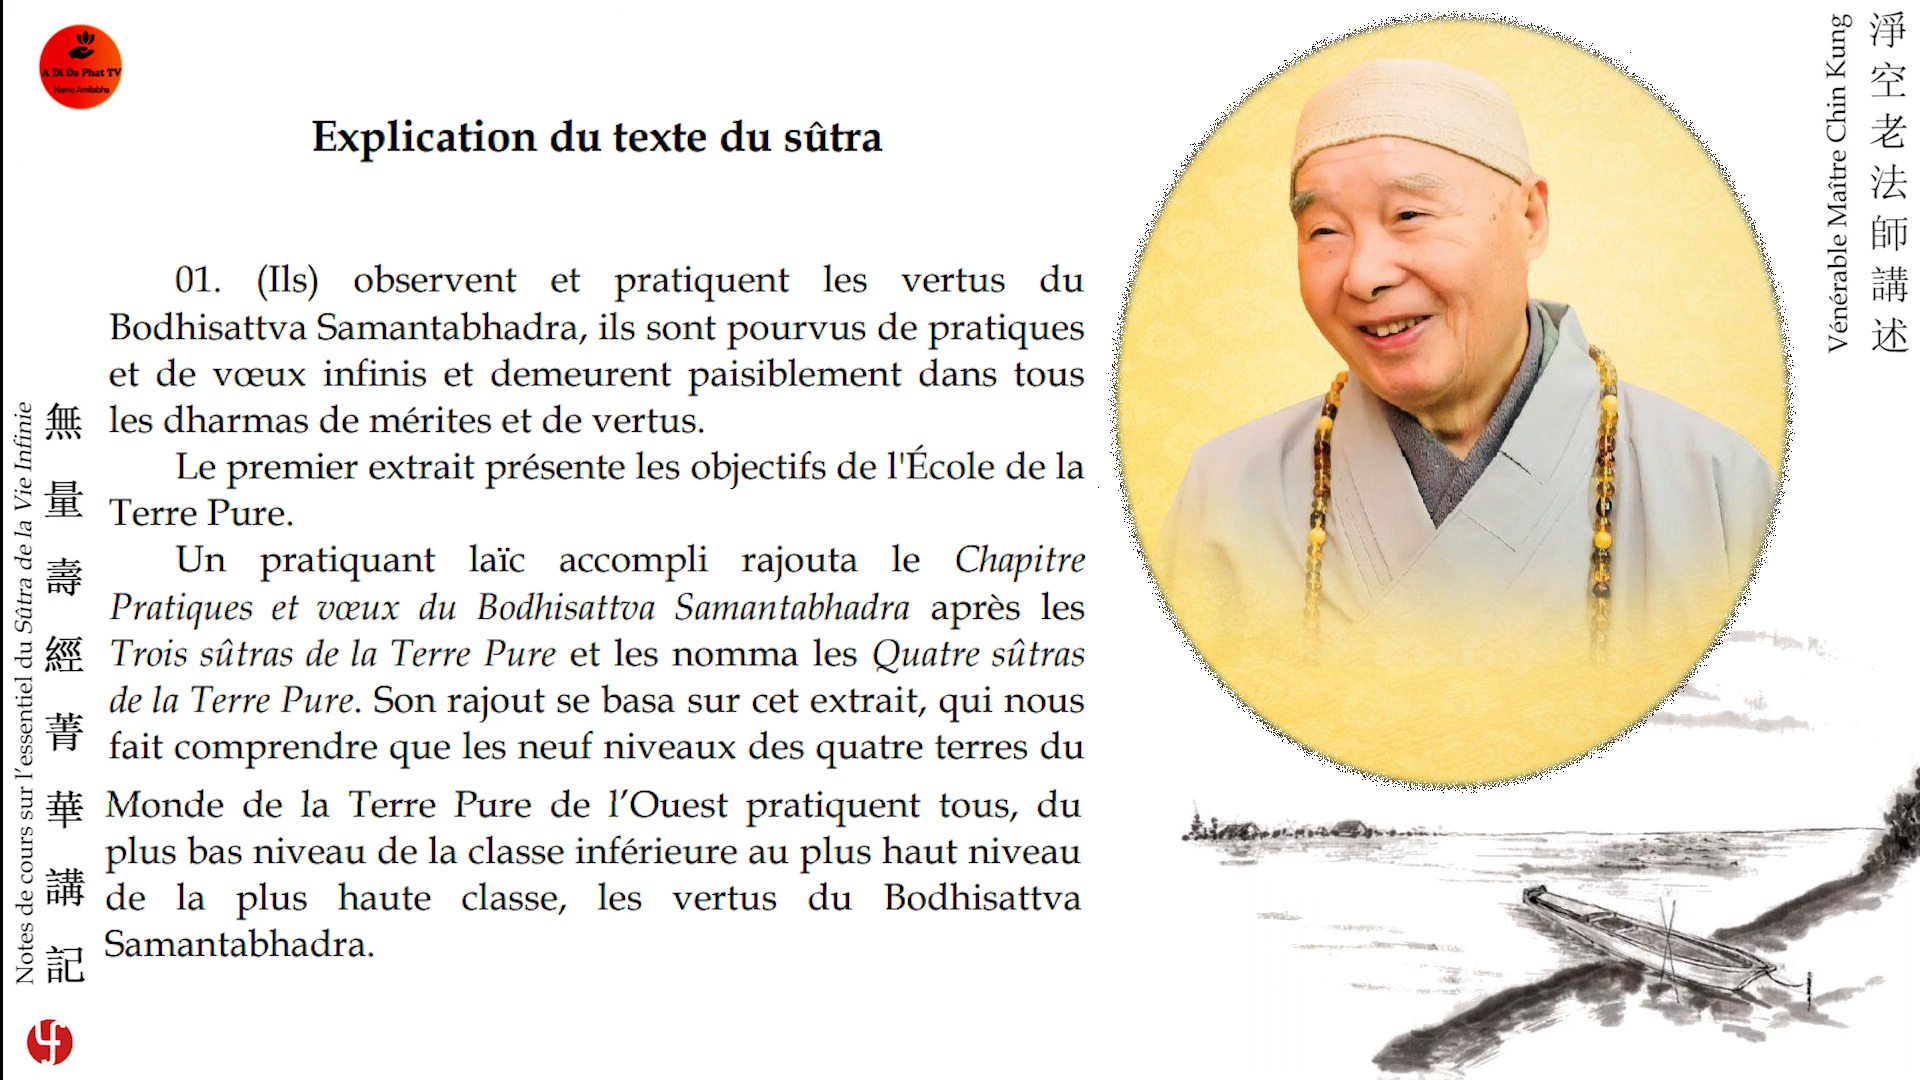 A Di Da Phat TV
Namo Amitabha
Explication du texte du sûtra
01. (Ils) observent et pratiquent les vertus du
Bodhisattva Samantabhadra, ils sont pourvus de pratiques
et de vœux infinis et demeurent paisiblement dans tous
les dharmas de mérites et de vertus.
Le premier extrait présente les objectifs de l'École de la
Terre Pure.
Un pratiquant laïc accompli rajouta le Chapitre
Pratiques et vœux du Bodhisattva Samantabhadra après les
Trois sûtras de la Terre Pure et les nomma les Quatre sûtras
de la Terre Pure. Son rajout se basa sur cet extrait, qui nous
fait comprendre que les neuf niveaux des quatre terres du
Monde de la Terre Pure de l’Ouest pratiquent tous, du
plus bas niveau de la classe inférieure au plus haut niveau
de la plus haute classe, les vertus du Bodhisattva
Samantabhadra.
Notes de cours sur l’essentiel du Sûtra de la Vie Infinie
無量壽經菁華講記
Vénérable Maître Chin Kung
淨空老法師講述